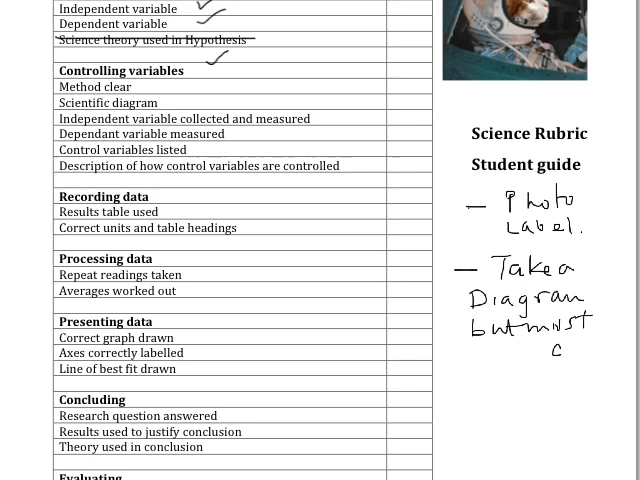 Independent variable
Dependent variable
Science theory used in Hypothesis
Controlling variables
Method clear
Scientific diagram
Independent variable collected and measured
Dependant variable measured
Control variables listed
Description of how control variables are controlled
Recording data
Results table used
Correct units and table headings
Processing data
Repeat readings taken
Averages worked out
Presenting data
Correct graph drawn
Axes correctly labelled
Line of best fit drawn
Concluding
Research question answered
Results used to justify conclusion
Theory used in conclusion
Evaluating
Science Rubric
Student guide
— Photo
Label.
— Take a
Diagram
but must
c